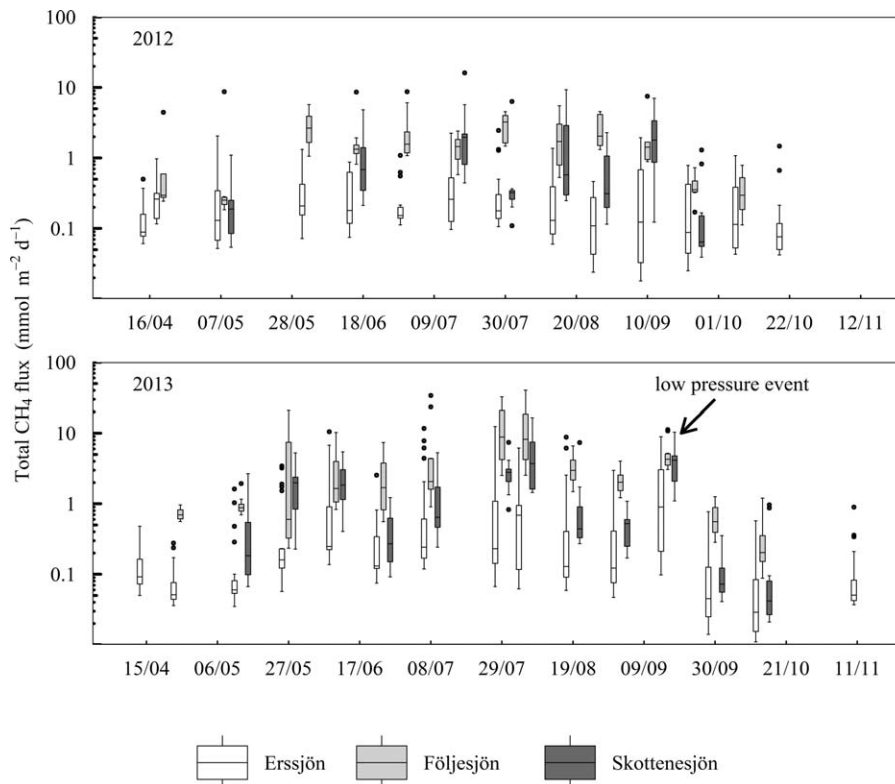 100
2012
10
1
0.1
16/04 07/05 28/05 18/06 09/07 30/07 20/08 10/09 01/10 22/10 12/11
Total CH4 flux (mmol m−2 d−1)
100
2013
low pressure event
10
1
0.1
15/04 06/05 27/05 17/06 08/07 29/07 19/08 09/09 30/09 21/10 11/11
Erssjön Följesjön Skottenesjön